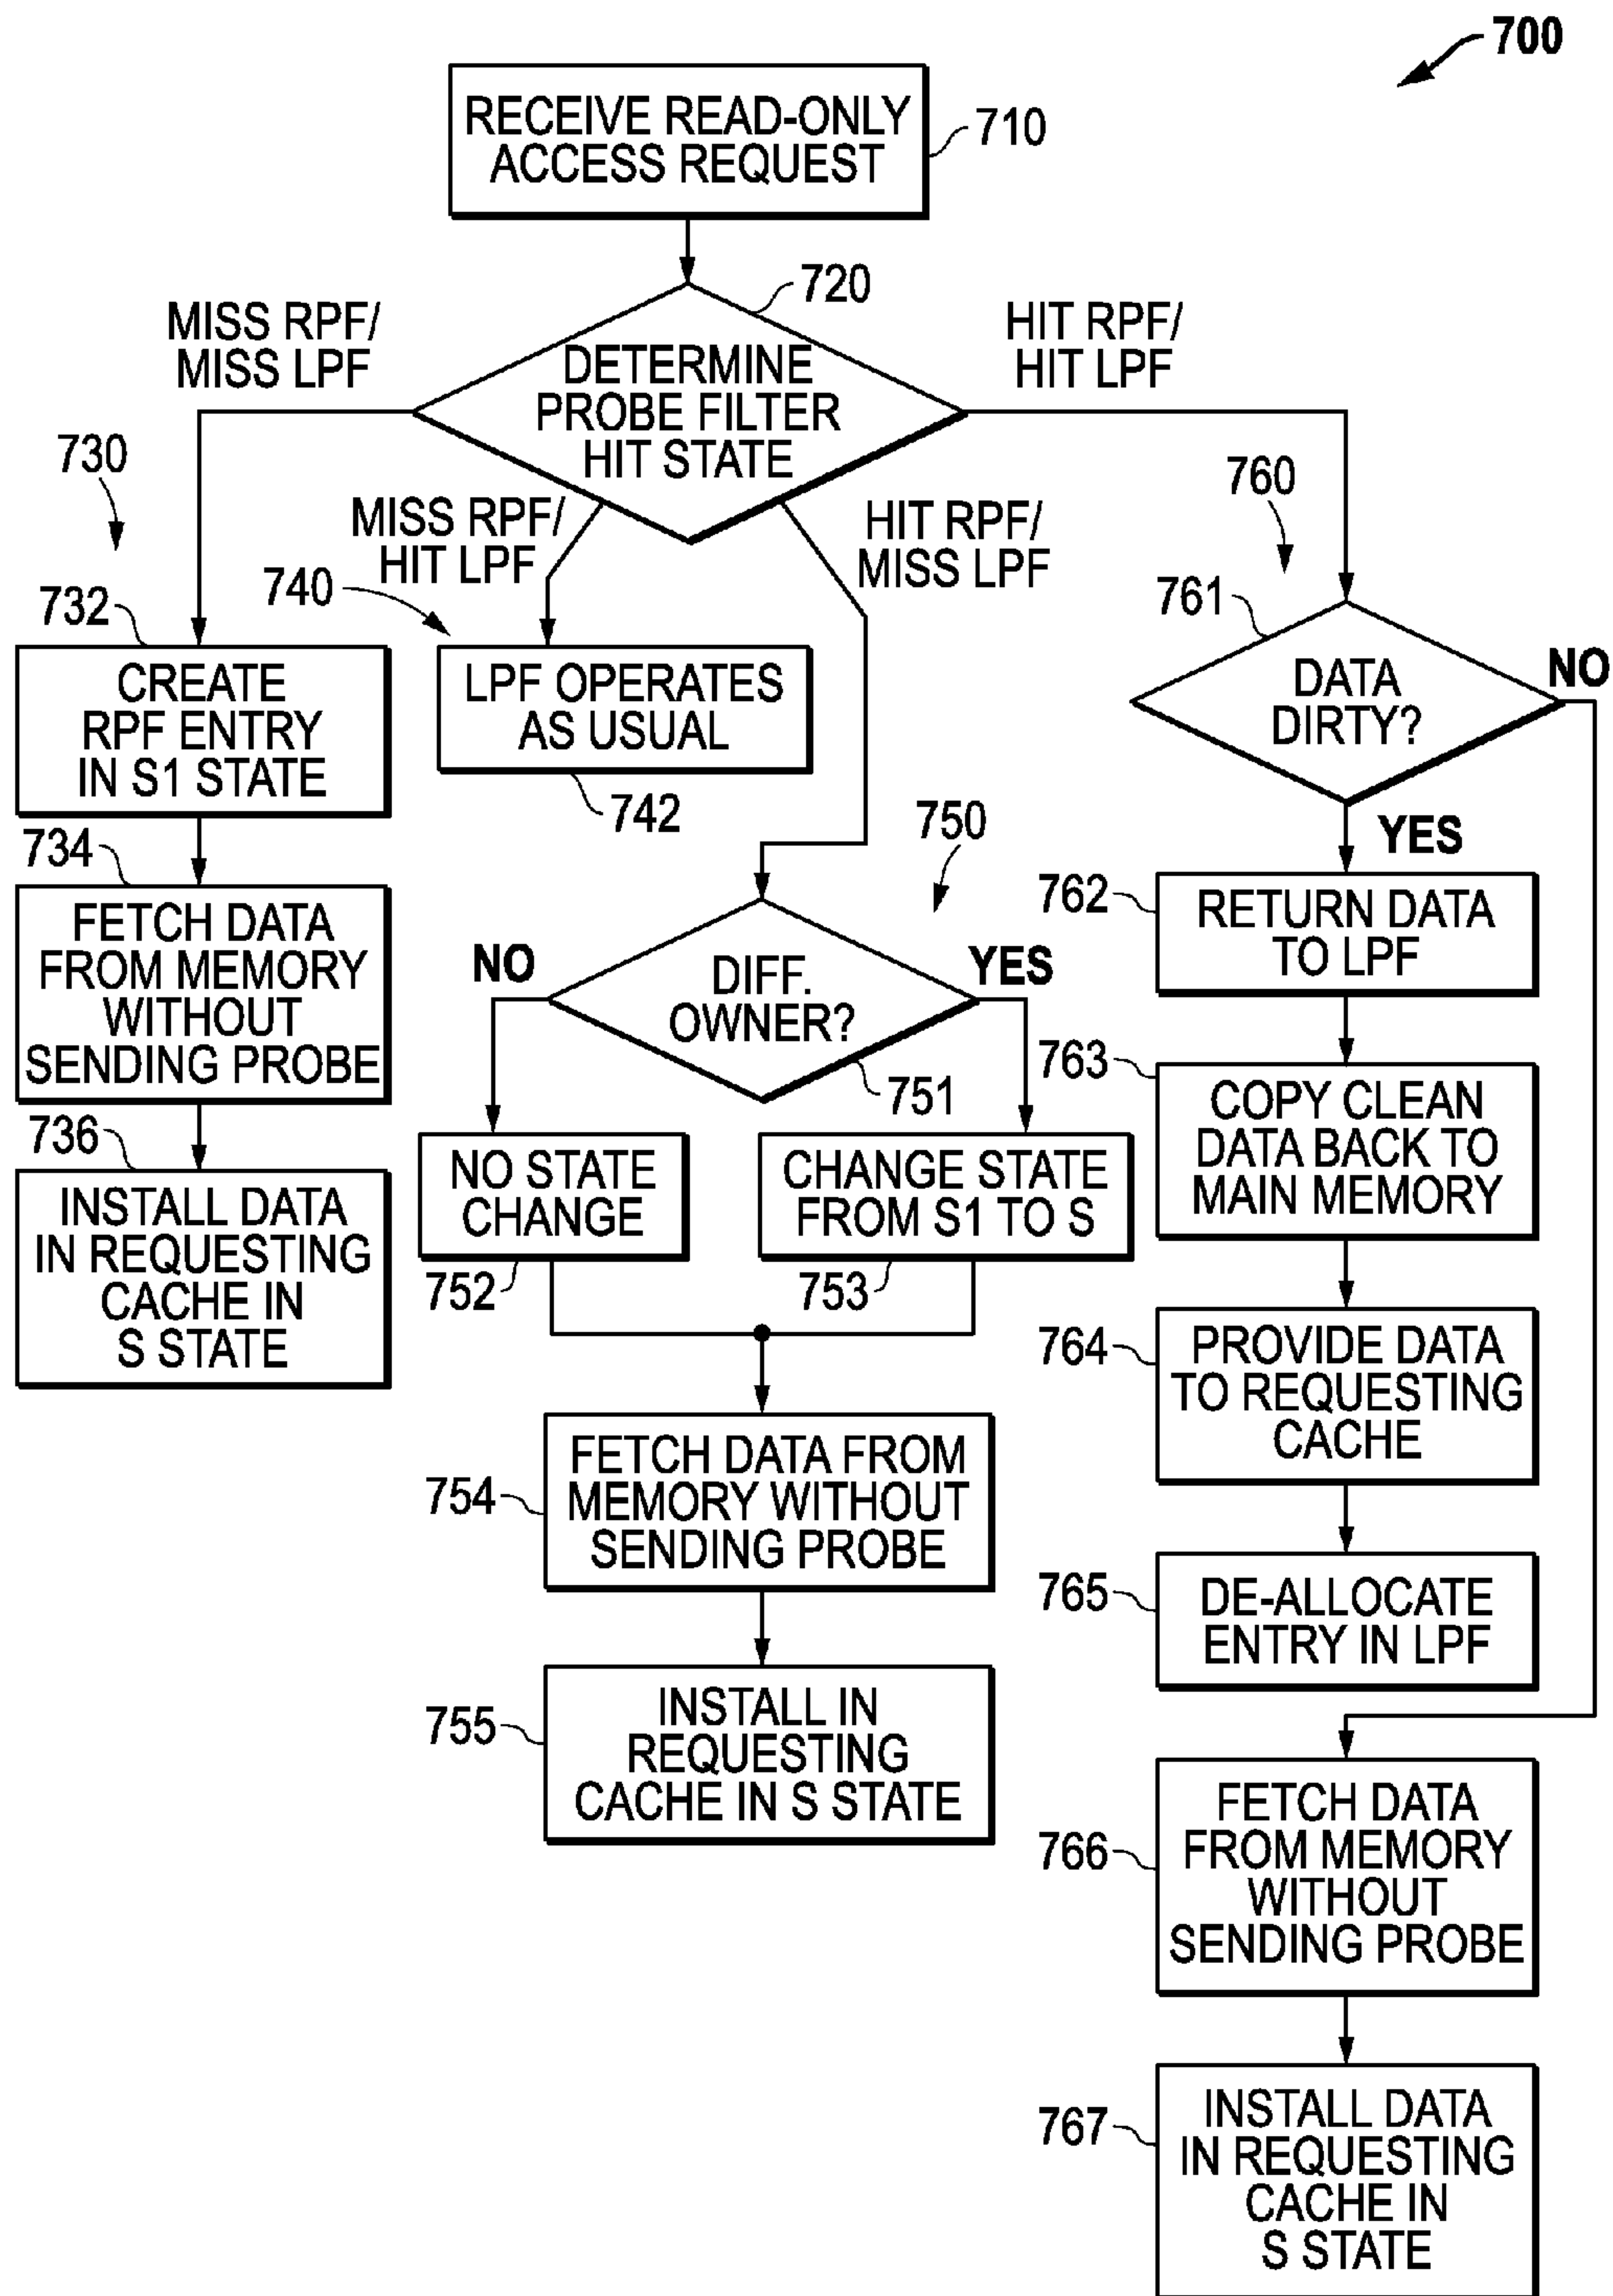 700
RECEIVE READ-ONLY
ACCESS REQUEST
710
720
DETERMINE
PROBE FILTER
HIT STATE
MISS RPF/
MISS LPF
730
732
CREATE
RPF ENTRY
IN S1 STATE
734
FETCH DATA
FROM MEMORY
WITHOUT
SENDING PROBE
736
INSTALL DATA
IN REQUESTING
CACHE IN
S STATE
MISS RPF/
HIT LPF
740
LPF OPERATES
AS USUAL
742
HIT RPF/
MISS LPF
750
DIFF.
OWNER?
751
NO
YES
NO STATE
CHANGE
752
CHANGE STATE
FROM S1 TO S
753
754
FETCH DATA FROM
MEMORY WITHOUT
SENDING PROBE
755
INSTALL IN
REQUESTING
CACHE IN S STATE
HIT RPF/
HIT LPF
760
761
DATA
DIRTY?
NO
YES
762
RETURN DATA
TO LPF
763
COPY CLEAN
DATA BACK TO
MAIN MEMORY
764
PROVIDE DATA
TO REQUESTING
CACHE
765
DE-ALLOCATE
ENTRY IN LPF
766
FETCH DATA
FROM MEMORY
WITHOUT
SENDING PROBE
767
INSTALL DATA
IN REQUESTING
CACHE IN
S STATE